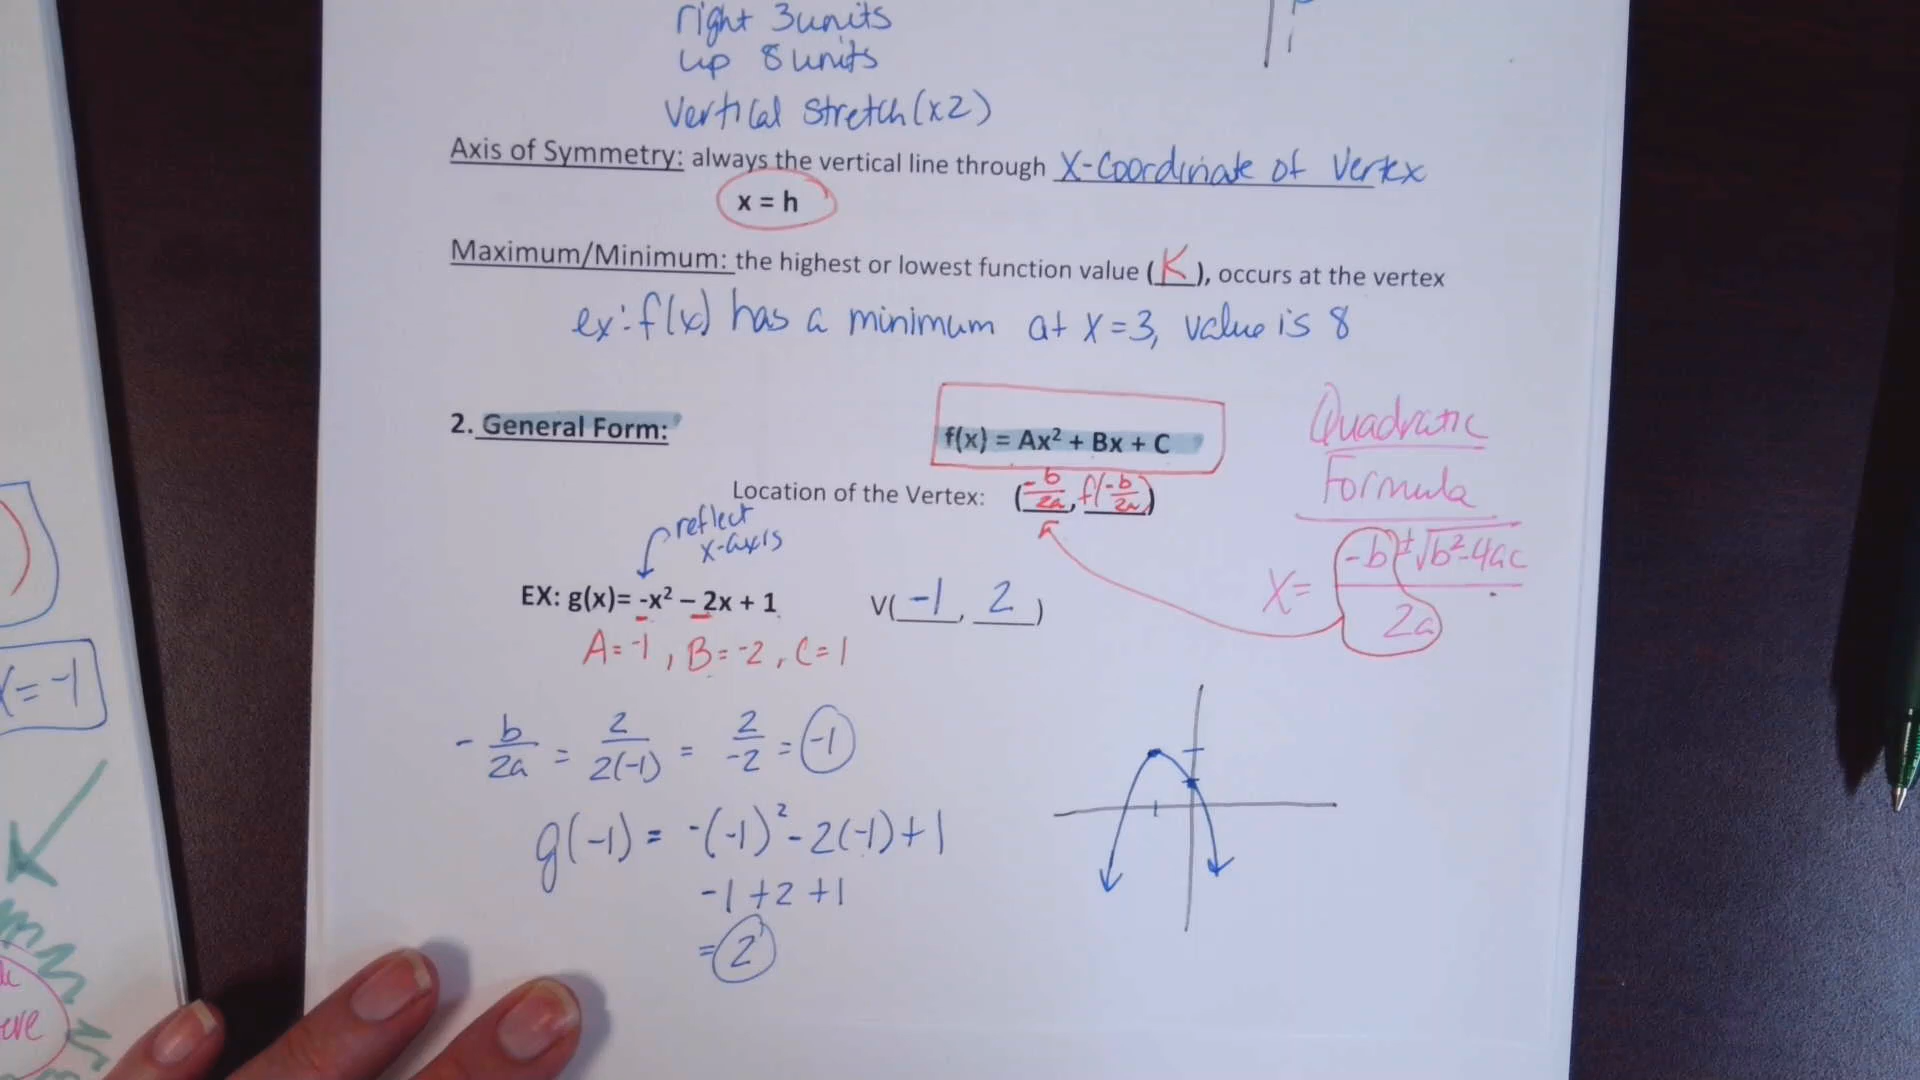 right 3units
up 8 units
Vertical Stretch (x2)
Axis of Symmetry: always the vertical line through X-Coordinate of Vertex
x = h
Maximum/Minimum: the highest or lowest function value (K), occurs at the vertex
ex: f(x) has a minimum at x=3, value is 8
2. General Form: f(x) = Ax² + Bx + C
Quadratic
Formula
Location of the Vertex: (-b/2a, f(-b/2a))
X= -b±√b²-4ac / 2a
reflect
x-axis
EX: g(x)= -x² – 2x + 1 V( -1, 2 )
A=-1, B=-2, C=1
- b/2a = 2/2(-1) = 2/-2 = -1
g(-1) = -(-1)²-2(-1)+1
-1+2+1
=2
x=-1